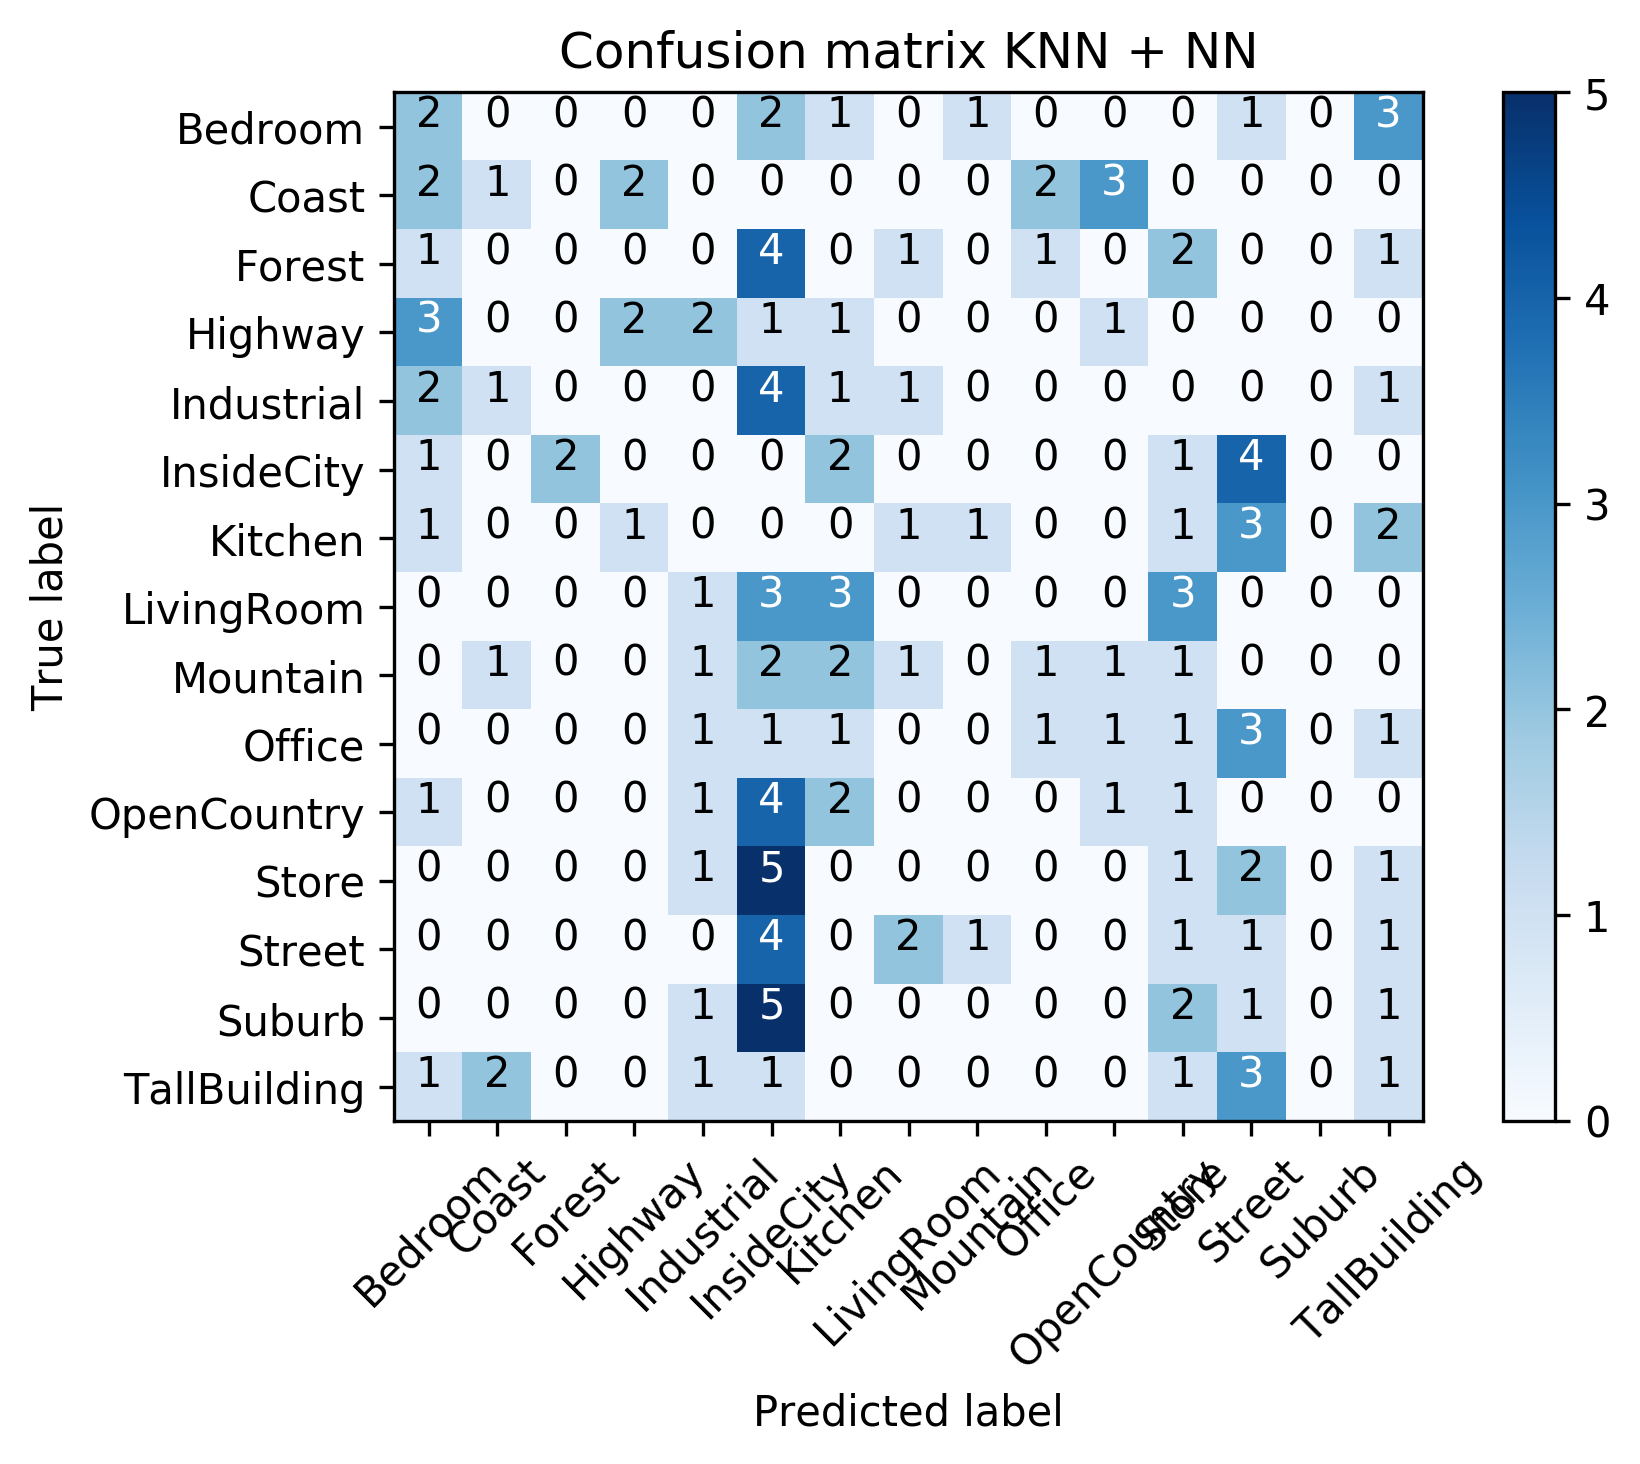 Confusion matrix KNN + NN
Bedroom 2 0 0 0 0 2 1 0 1 0 0 0 1 0 3
Coast 2 1 0 2 0 0 0 0 0 2 3 0 0 0 0
Forest 1 0 0 0 0 4 0 1 0 1 0 2 0 0 1
Highway 3 0 0 2 2 1 1 0 0 0 1 0 0 0 0
Industrial 2 1 0 0 0 4 1 1 0 0 0 0 0 0 1
InsideCity 1 0 2 0 0 0 2 0 0 0 0 1 4 0 0
Kitchen 1 0 0 1 0 0 0 1 1 0 0 1 3 0 2
LivingRoom 0 0 0 0 1 3 3 0 0 0 0 3 0 0 0
Mountain 0 1 0 0 1 2 2 1 0 1 1 1 0 0 0
Office 0 0 0 0 1 1 1 0 0 1 1 1 3 0 1
OpenCountry 1 0 0 0 1 4 2 0 0 0 1 1 0 0 0
Store 0 0 0 0 1 5 0 0 0 0 0 1 2 0 1
Street 0 0 0 0 0 4 0 2 1 0 0 1 1 0 1
Suburb 0 0 0 0 1 5 0 0 0 0 0 2 1 0 1
TallBuilding 1 2 0 0 1 1 0 0 0 0 0 1 3 0 1
True label
Bedroom
Coast
Forest
Highway
Industrial
InsideCity
Kitchen
LivingRoom
Mountain
Office
OpenCountry
Store
Street
Suburb
TallBuilding
Predicted label
5
4
3
2
1
0